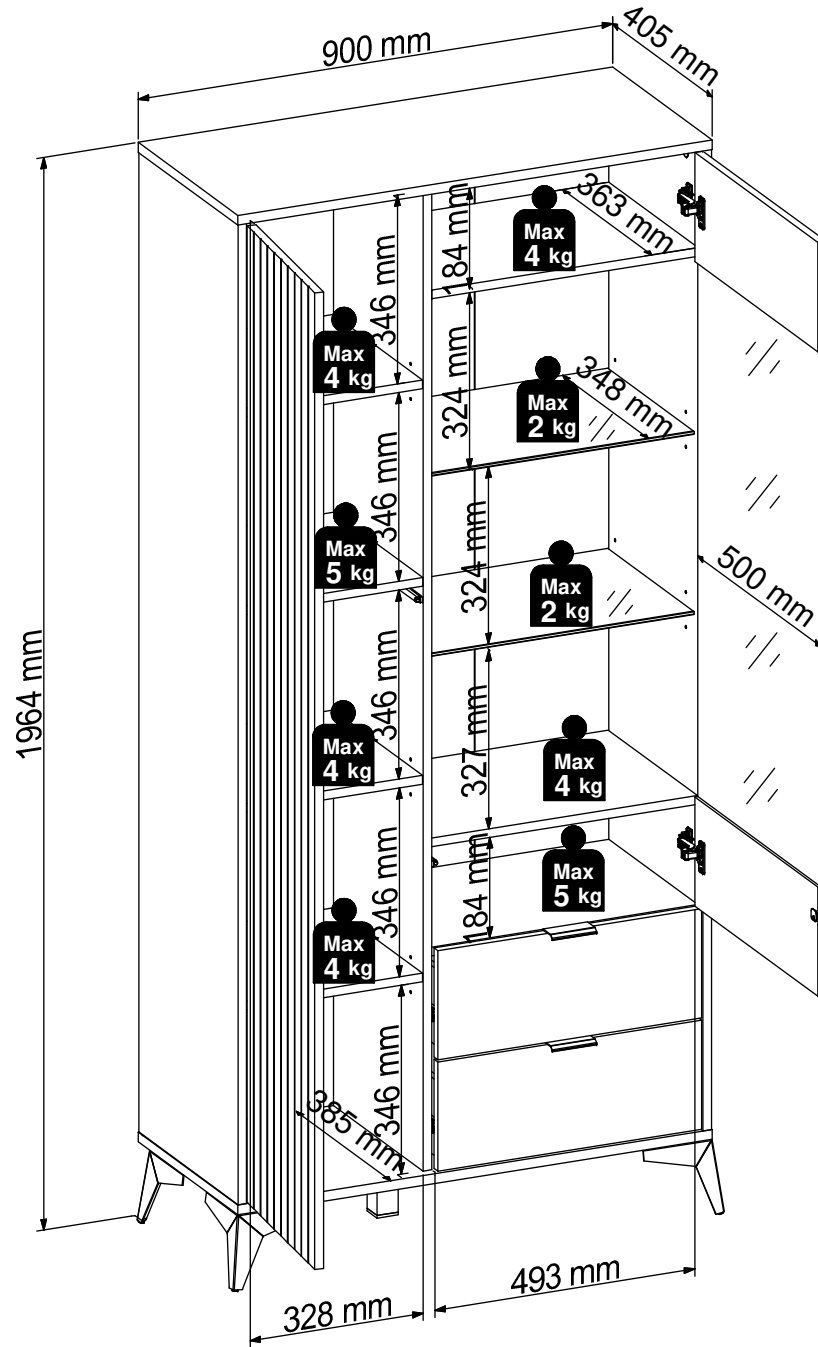 900 mm
405 mm
1964 mm
346 mm
184 mm
Max
4 kg
363 mm
Max
4 kg
324 mm
Max
2 kg
348 mm
346 mm
Max
5 kg
324 mm
Max
2 kg
500 mm
346 mm
Max
4 kg
327 mm
Max
4 kg
346 mm
Max
4 kg
184 mm
Max
5 kg
346 mm
385 mm
328 mm
493 mm